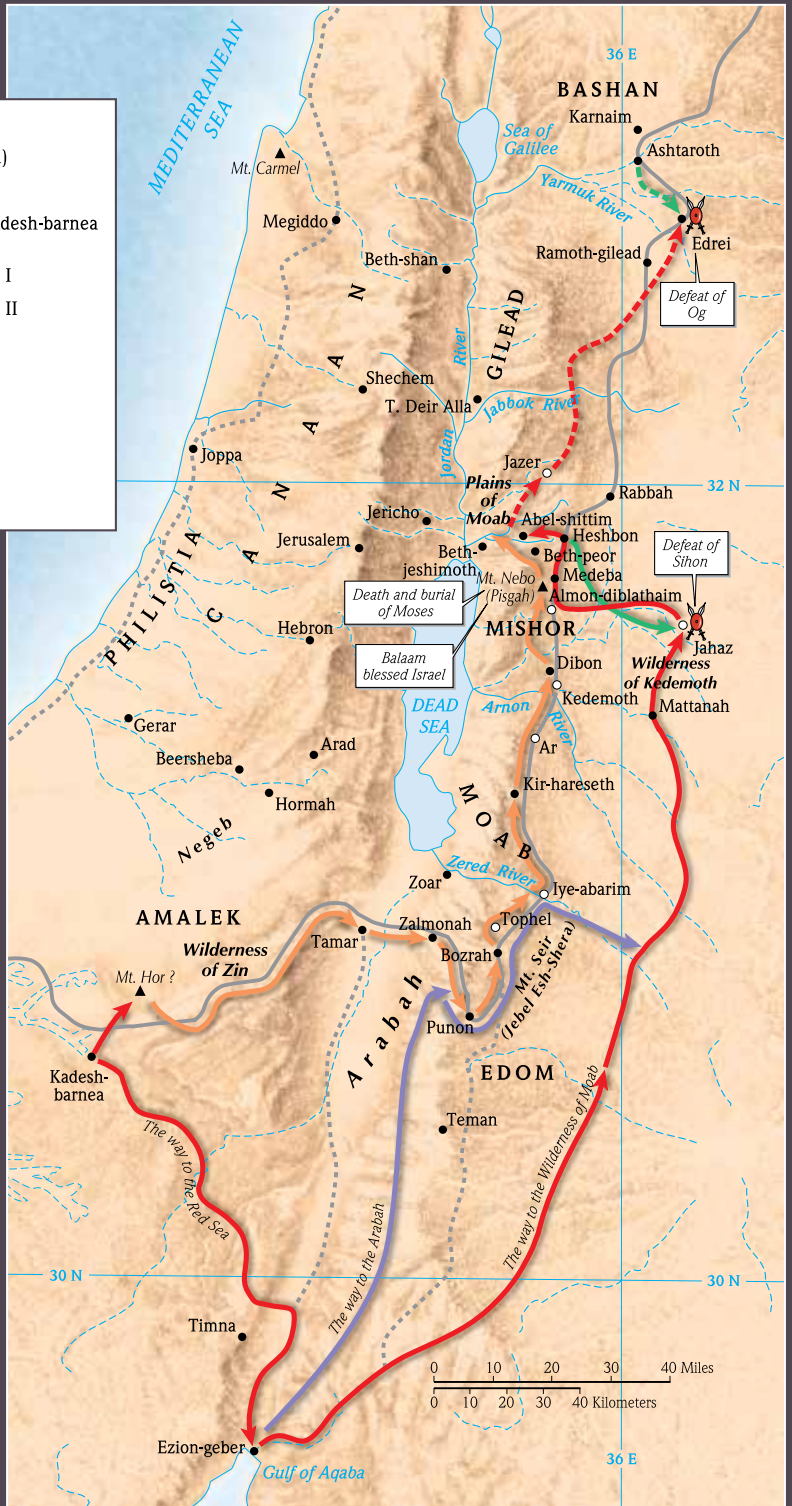 MEDITERRANEAN
SEA
36 E
BASHAN
Karnaim
Ashtaroth
Sea of
Galilee
Mt. Carmel
Yarmuk River
)
desh-barnea
I
II
Megiddo
Edrei
Beth-shan
Ramoth-gilead
Defeat of
Og
GILEAD
River
Jordan
Shechem
T. Deir Alla
Jabbok River
CANAAN
Joppa
Jazer
32 N
Plains
of
Moab
Rabbah
Jericho
Abel-shittim
Heshbon
Jerusalem
Beth-
jeshimoth
Beth-peor
Defeat of
Sihon
Mt. Nebo
(Pisgah)
Medeba
Almon-diblathaim
Death and burial
of Moses
PHILISTIA
MISHOR
Jahaz
Hebron
Balaam
blessed Israel
Wilderness
of Kedemoth
Dibon
Kedemoth
DEAD
SEA
Arnon
River
Mattanah
Gerar
Ar
Arad
Beersheba
Hormah
Kir-hareseth
MOAB
Negeb
Zered River
Zoar
Iye-abarim
AMALEK
Tophel
Zalmonah
Tamar
Wilderness
of Zin
Bozrah
Mt. Hor ?
Mt. Seir
(Jebel Esh-Shera)
Arabah
Punon
Kadesh-
barnea
EDOM
Teman
The way to the Red Sea
The way to the Arabah
The way to the Wilderness of Moab
30 N
30 N
Timna
0 10 20 30 40 Miles
0 10 20 30 40 Kilometers
Ezion-geber
Gulf of Aqaba
36 E